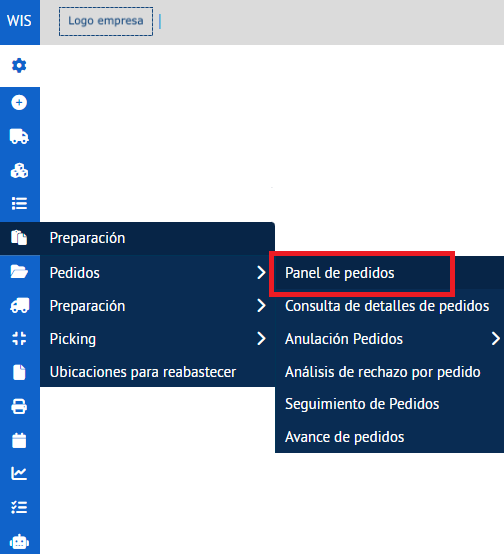 WIS
Logo empresa
Preparación
Pedidos
Preparación
Picking
Ubicaciones para reabastecer
Panel de pedidos
Consulta de detalles de pedidos
Anulación Pedidos
Análisis de rechazo por pedido
Seguimiento de Pedidos
Avance de pedidos